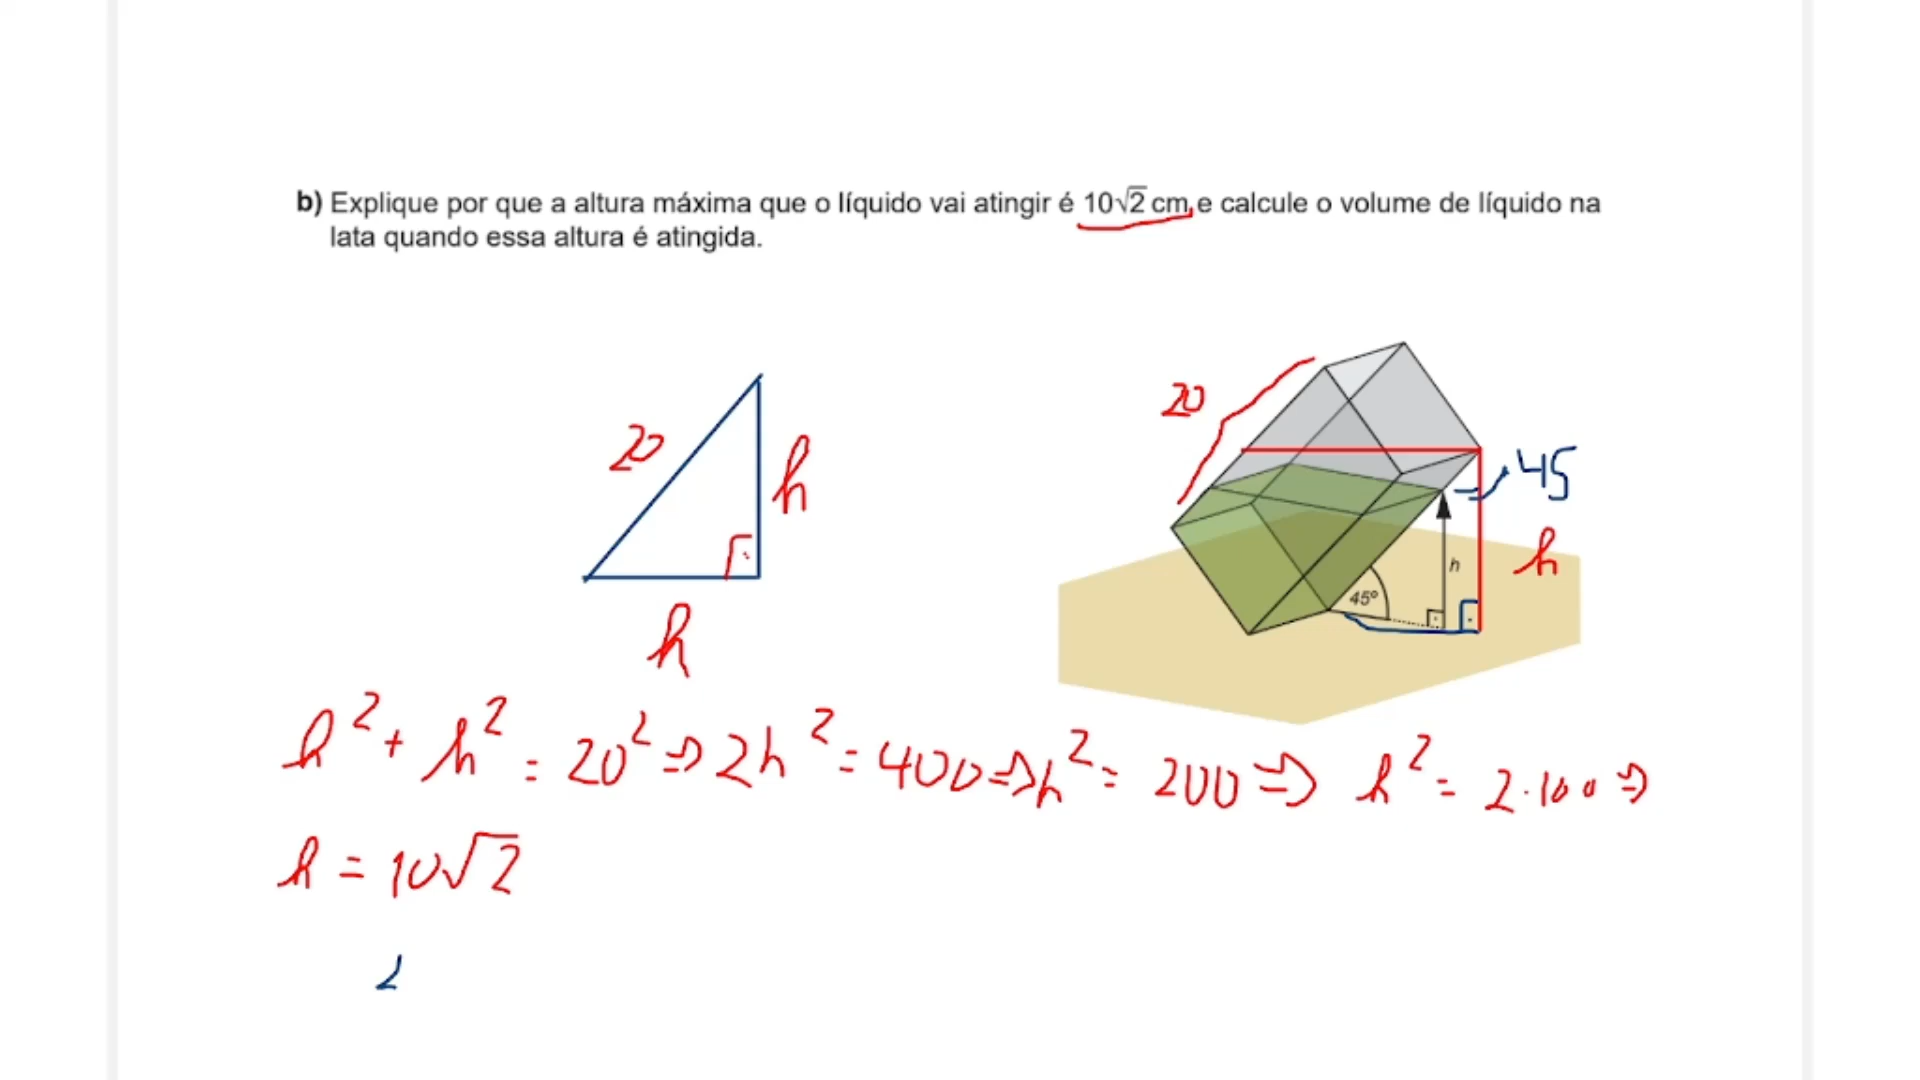 b) Explique por que a altura máxima que o líquido vai atingir é 10√2 cm, e calcule o volume de líquido na
lata quando essa altura é atingida.
20
45
20
h
h
h
45º
h
h² + h² = 20² => 2h² = 400 => h² = 200 => h² = 2·100 =>
h = 10√2